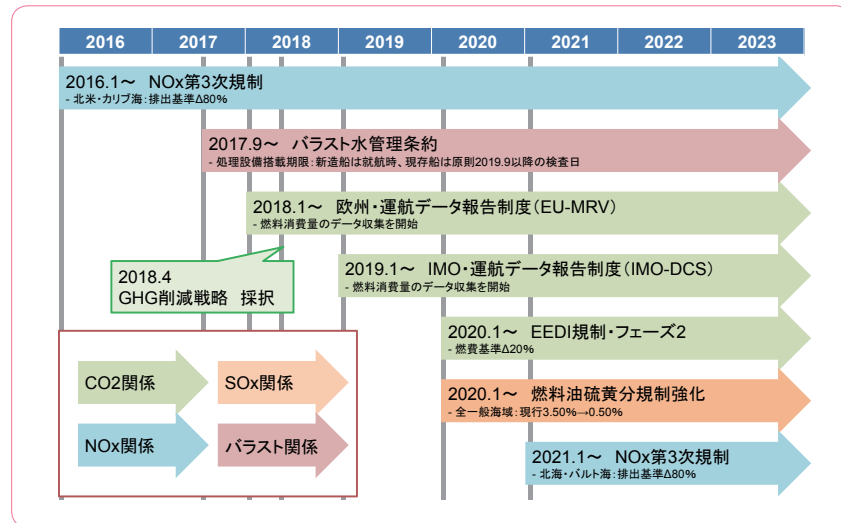 2016 2017 2018 2019 2020 2021 2022 2023
2016.1～ NOx第3次規制
- 北米・カリブ海：排出基準Δ80%
2017.9～ バラスト水管理条約
- 処理設備搭載期限：新造船は就航時、現存船は原則2019.9以降の検査日
2018.1～ 欧州・運航データ報告制度（EU-MRV）
- 燃料消費量のデータ収集を開始
2018.4
GHG削減戦略 採択
2019.1～ IMO・運航データ報告制度（IMO-DCS）
- 燃料消費量のデータ収集を開始
2020.1～ EEDI規制・フェーズ2
- 燃費基準Δ20%
2020.1～ 燃料油硫黄分規制強化
- 全一般海域：現行3.50%→0.50%
2021.1～ NOx第3次規制
- 北海・バルト海：排出基準Δ80%
CO2関係
SOx関係
NOx関係
バラスト関係